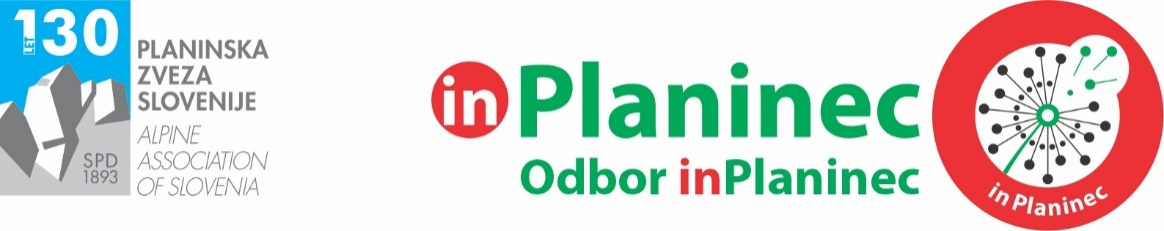 LET 130
PLANINSKA
ZVEZA
SLOVENIJE
ALPINE
ASSOCIATION
OF SLOVENIA
SPD
1893
inPlaninec
Odbor inPlaninec
in Planinec